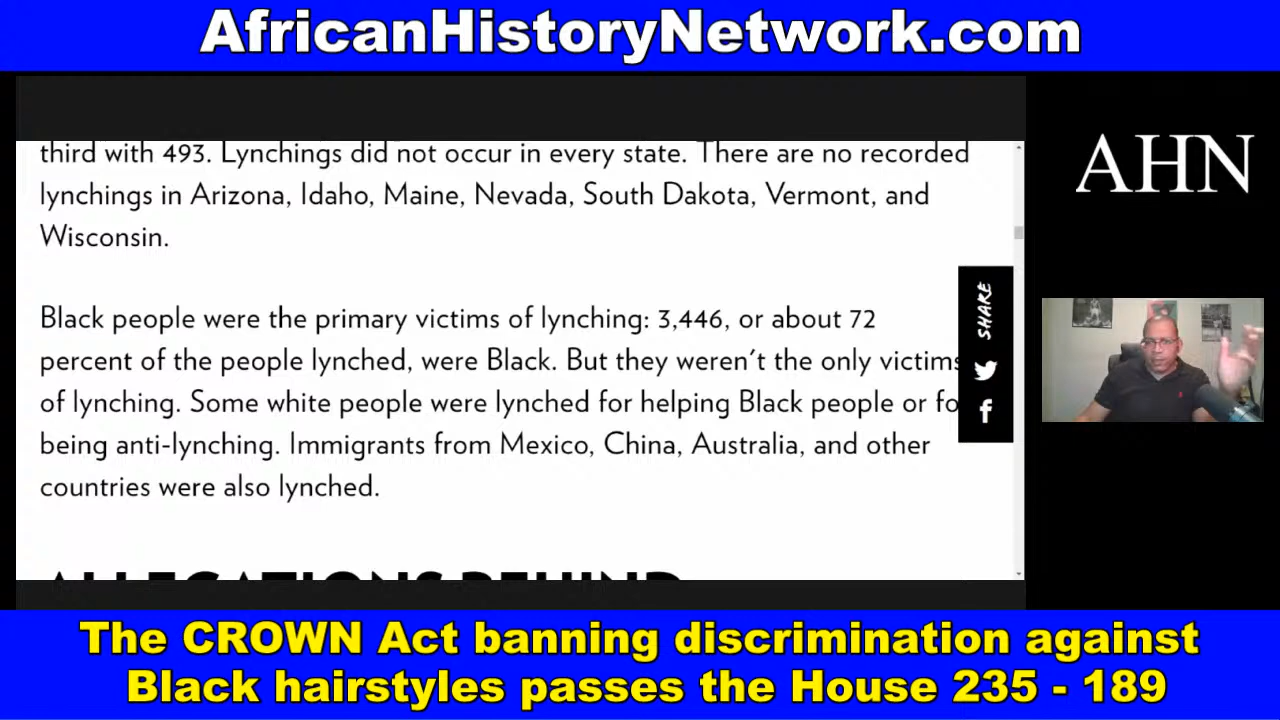 AfricanHistoryNetwork.com
AHN
third with 493. Lynchings did not occur in every state. There are no recorded
lynchings in Arizona, Idaho, Maine, Nevada, South Dakota, Vermont, and
Wisconsin.
Black people were the primary victims of lynching: 3,446, or about 72
percent of the people lynched, were Black. But they weren't the only victims
of lynching. Some white people were lynched for helping Black people or fo
being anti-lynching. Immigrants from Mexico, China, Australia, and other
countries were also lynched.
SHARE
ALLEGATIONS BEHIND
The CROWN Act banning discrimination against
Black hairstyles passes the House 235 - 189